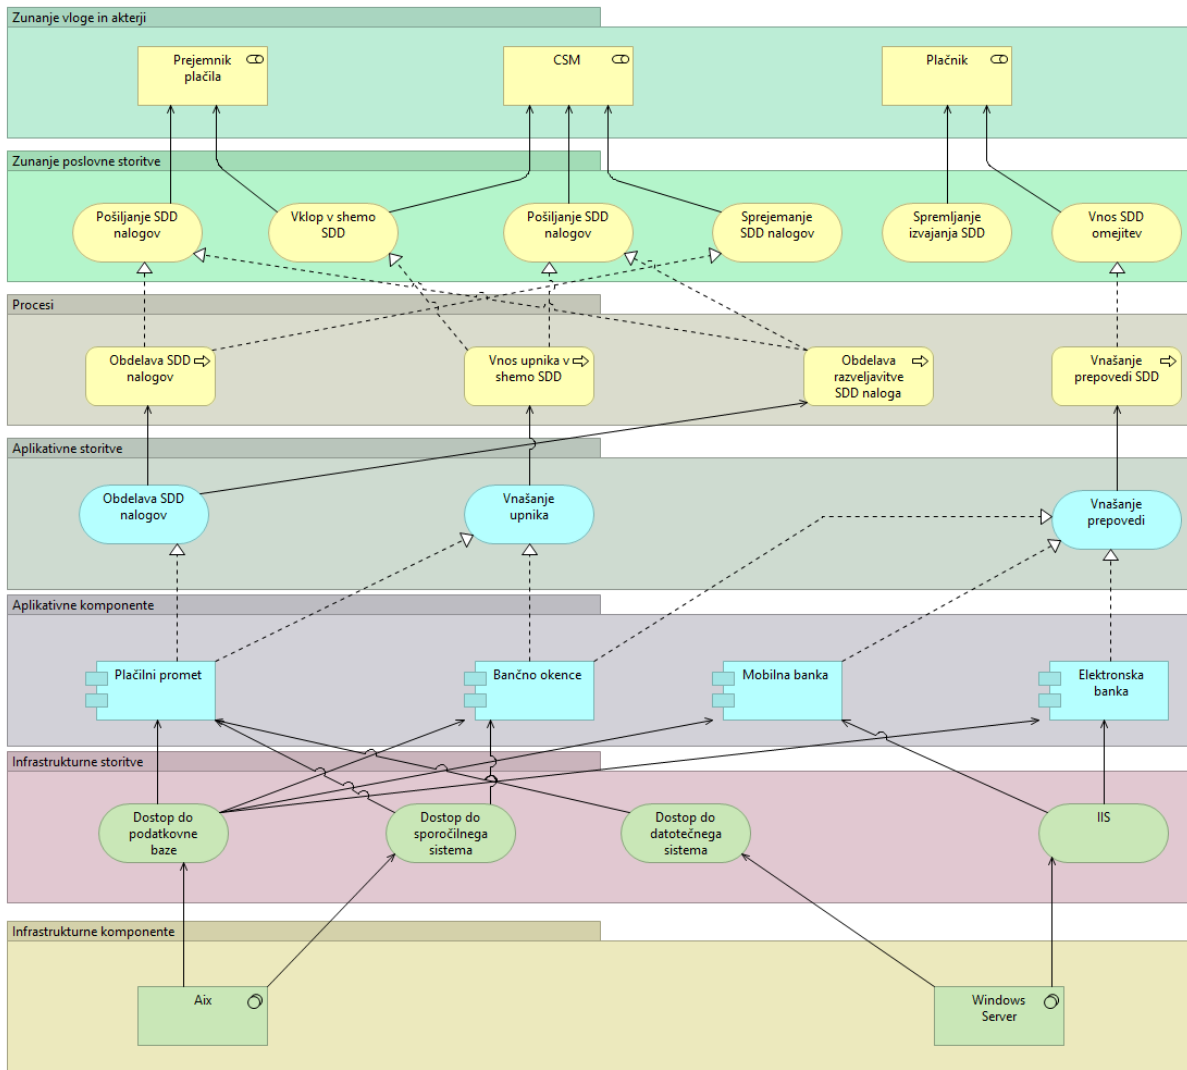 Zunanje vloge in akterji
Prejemnik
plačila
CSM
Plačnik
Zunanje poslovne storitve
Pošiljanje SDD
nalogov
Vklop v shemo
SDD
Pošiljanje SDD
nalogov
Sprejemanje
SDD nalogov
Spremljanje
izvajanja SDD
Vnos SDD
omejitev
Procesi
Obdelava SDD
nalogov
Vnos upnika v
shemo SDD
Obdelava
razveljavitve
SDD naloga
Vnašanje
prepovedi SDD
Aplikativne storitve
Obdelava SDD
nalogov
Vnašanje
upnika
Vnašanje
prepovedi
Aplikativne komponente
Plačilni promet
Bančno okence
Mobilna banka
Elektronska
banka
Infrastrukturne storitve
Dostop do
podatkovne
baze
Dostop do
sporočilnega
sistema
Dostop do
datotečnega
sistema
IIS
Infrastrukturne komponente
Aix
Windows
Server